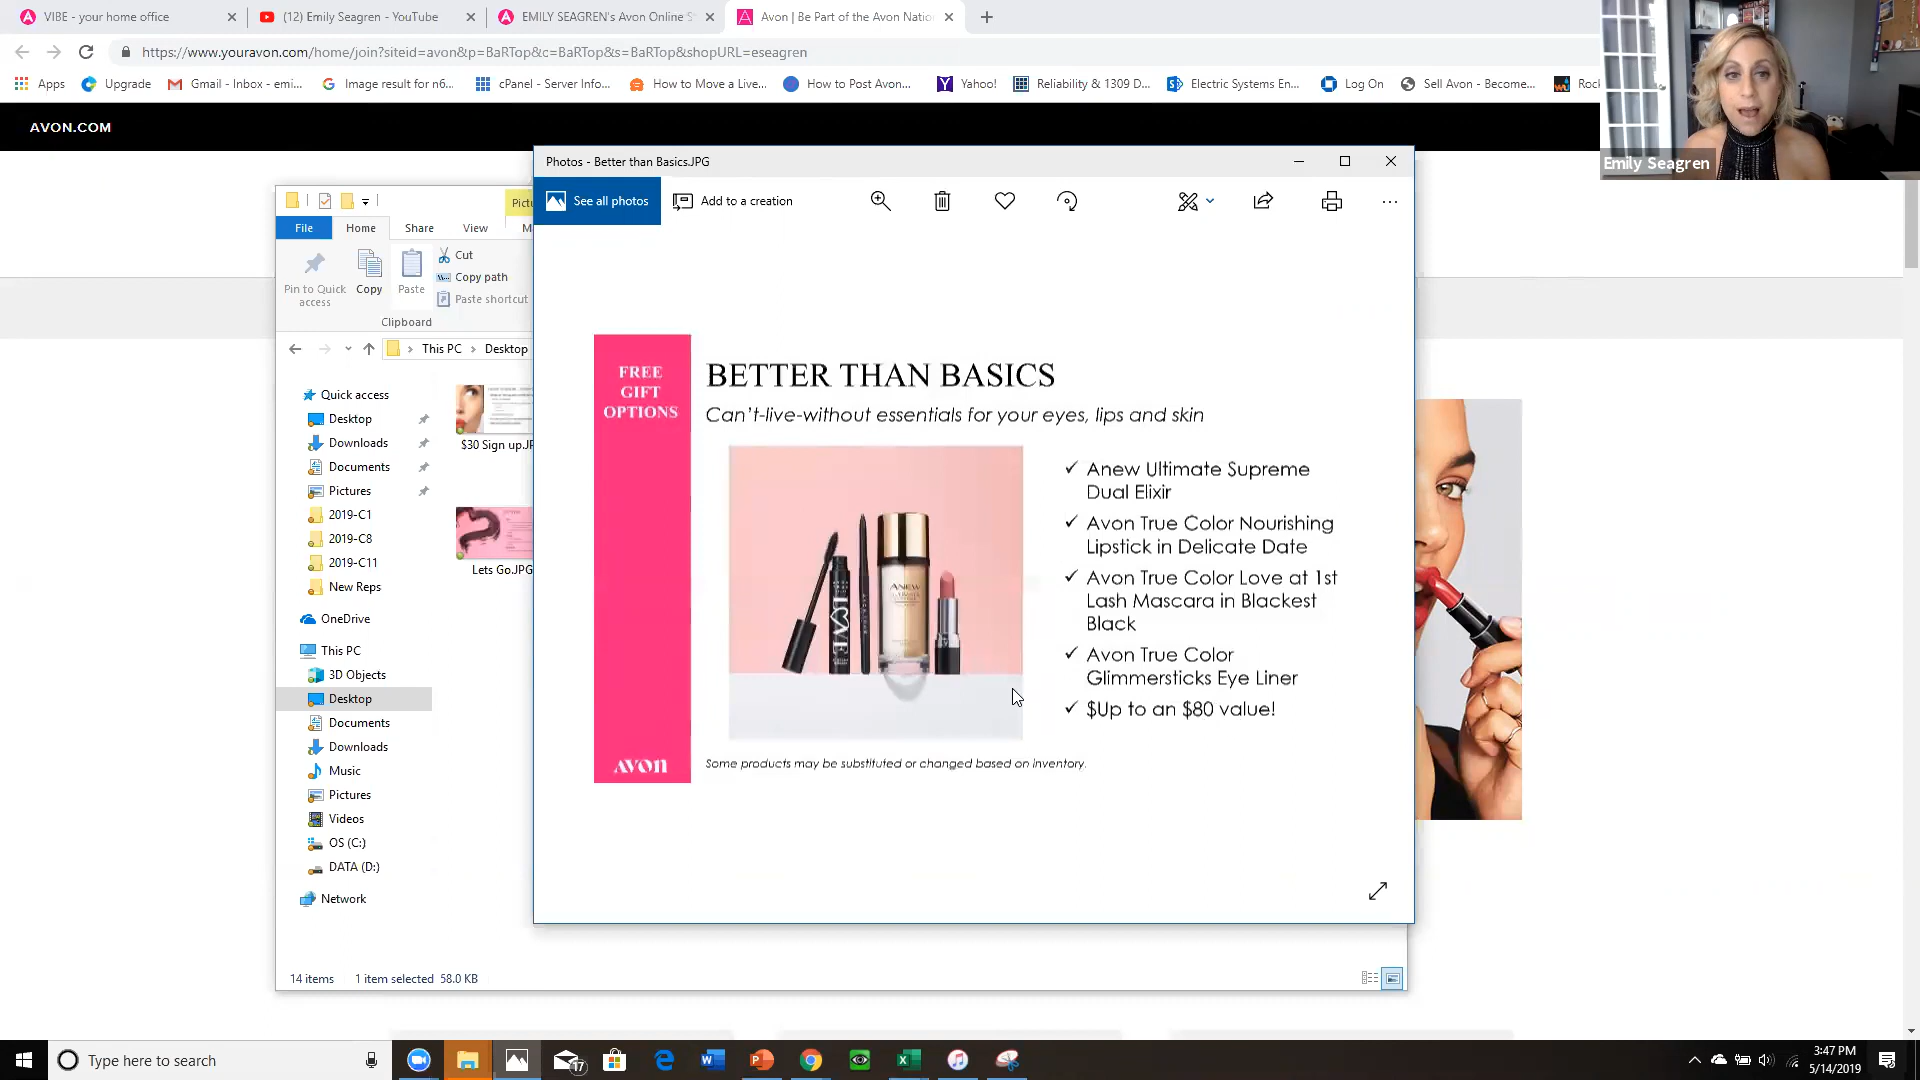 VIBE - your home office
(12) Emily Seagren - YouTube
EMILY SEAGREN's Avon Online S
Avon | Be Part of the Avon Natio
https://www.youravon.com/home/join?siteid=avon&p=BaRTop&c=BaRTop&s=BaRTop&shopURL=eseagren
Apps
Upgrade
Gmail - Inbox - emi...
Image result for n6...
cPanel - Server Info...
How to Move a Live...
How to Post Avon...
Yahoo!
Reliability & 1309 D...
Electric Systems En...
Log On
Sell Avon - Become...
Rock
AVON.COM
Emily Seagren
Photos - Better than Basics.JPG
See all photos
Add to a creation
Pictu
File
Home
Share
View
M
Pin to Quick
access
Copy
Paste
Cut
Copy path
Paste shortcut
Clipboard
This PC
Desktop
Quick access
Desktop
Downloads
Documents
Pictures
2019-C1
2019-C8
2019-C11
New Reps
OneDrive
This PC
3D Objects
Desktop
Documents
Downloads
Music
Pictures
Videos
OS (C:)
DATA (D:)
Network
$30 Sign up.JP
Lets Go.JPG
FREE
GIFT
OPTIONS
AVON
BETTER THAN BASICS
Can't-live-without essentials for your eyes, lips and skin
LOVE
ANEW
✓ Anew Ultimate Supreme
Dual Elixir
✓ Avon True Color Nourishing
Lipstick in Delicate Date
✓ Avon True Color Love at 1st
Lash Mascara in Blackest
Black
✓ Avon True Color
Glimmersticks Eye Liner
✓ $Up to an $80 value!
Some products may be substituted or changed based on inventory.
14 items
1 item selected 58.0 KB
Type here to search
17
3:47 PM
5/14/2019